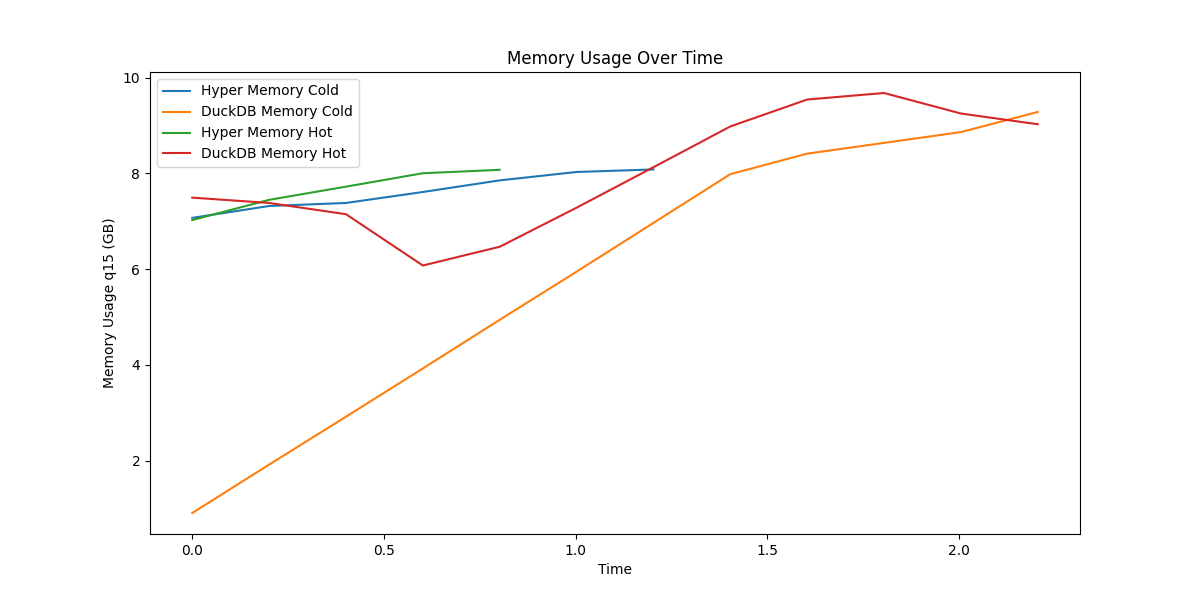 Memory Usage Over Time
Hyper Memory Cold
DuckDB Memory Cold
Hyper Memory Hot
DuckDB Memory Hot
Memory Usage q15 (GB)
10
8
6
4
2
0.0 0.5 1.0 1.5 2.0
Time